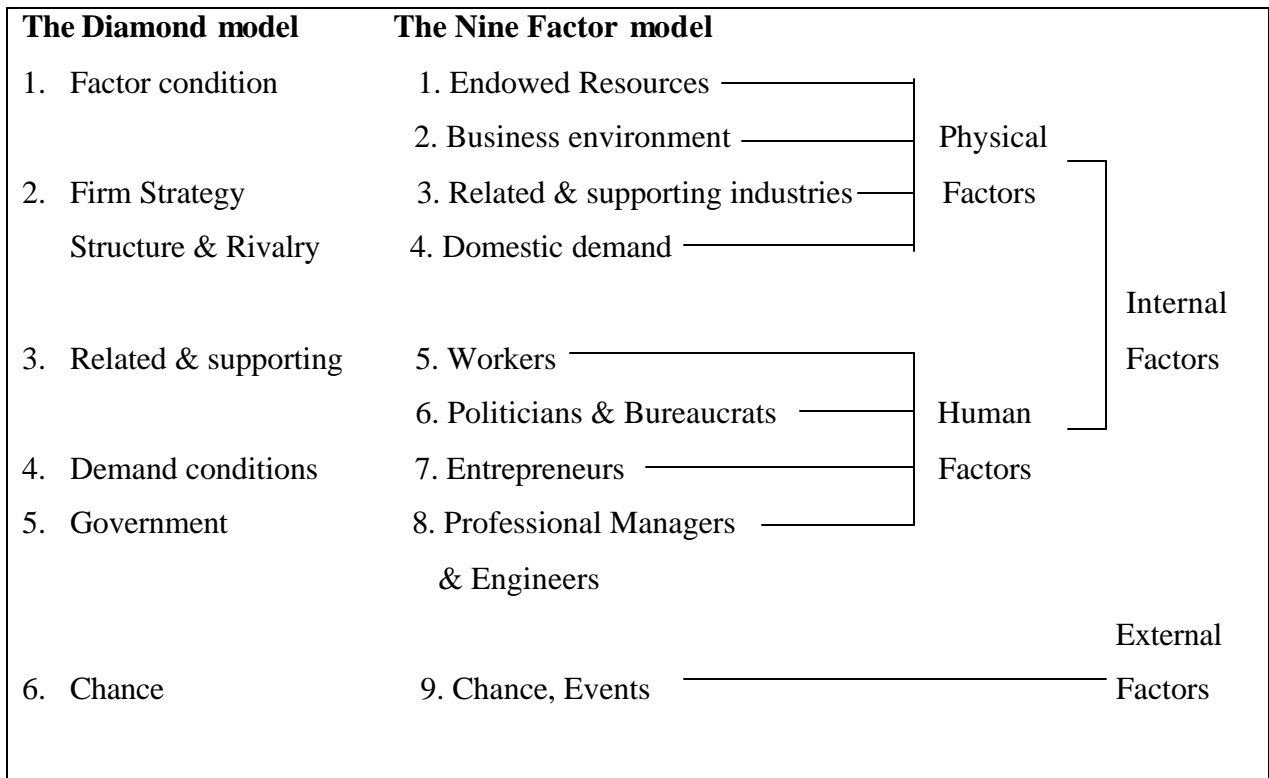 The Diamond model The Nine Factor model
1. Factor condition 1. Endowed Resources
2. Business environment Physical
2. Firm Strategy 3. Related & supporting industries Factors
Structure & Rivalry 4. Domestic demand
Internal
3. Related & supporting 5. Workers Factors
6. Politicians & Bureaucrats Human
4. Demand conditions 7. Entrepreneurs Factors
5. Government 8. Professional Managers
& Engineers
External
6. Chance 9. Chance, Events Factors